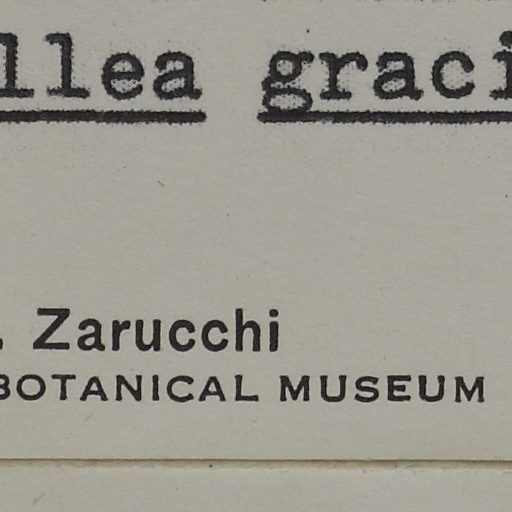 llea graci
. Zarucchi
BOTANICAL MUSEUM